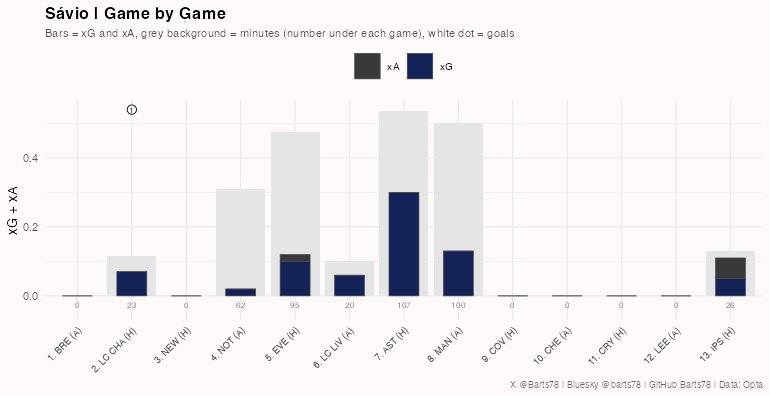 Sávio | Game by Game
Bars = xG and xA, grey background = minutes (number under each game), white dot = goals
xA xG
1
xG + xA
0.4
0.2
0.0
0 23 0 62 95 20 107 100 0 0 0 0 26
1. BRE (A)
2. LC CHA (H)
3. NEW (H)
4. NOT (A)
5. EVE (H)
6. LC LIV (A)
7. AST (H)
8. MAN (A)
9. COV (H)
10. CHE (A)
11. CRY (H)
12. LEE (A)
13. IPS (H)
X @Barts78 | Bluesky @barts78 | GitHub Barts78 | Data: Opta